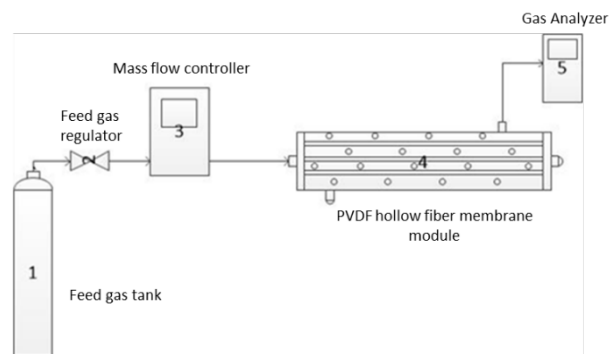 Gas Analyzer
5
Mass flow controller
3
Feed gas
regulator
2
4
PVDF hollow fiber membrane
module
1
Feed gas tank